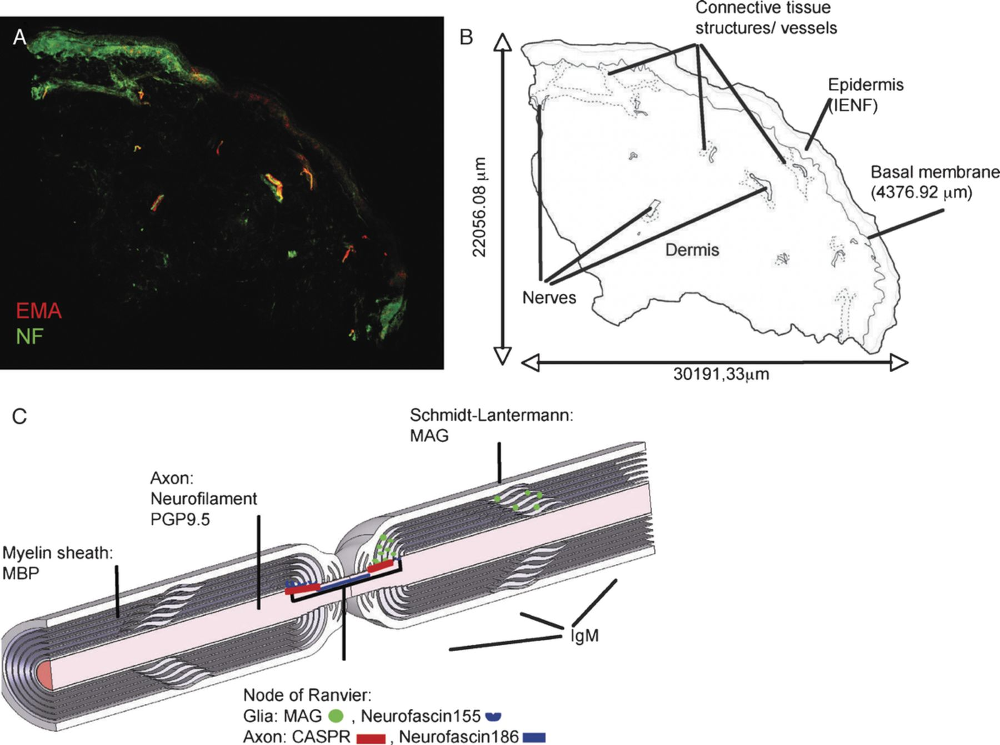 A
EMA
NF
B
Connective tissue
structures/ vessels
Epidermis
(IENF)
Basal membrane
(4376.92 μm)
22056.08 μm
Dermis
Nerves
30191,33μm
C
Schmidt-Lantermann:
MAG
Axon:
Neurofilament
PGP9.5
Myelin sheath:
MBP
IgM
Node of Ranvier:
Glia: MAG , Neurofascin155
Axon: CASPR , Neurofascin186